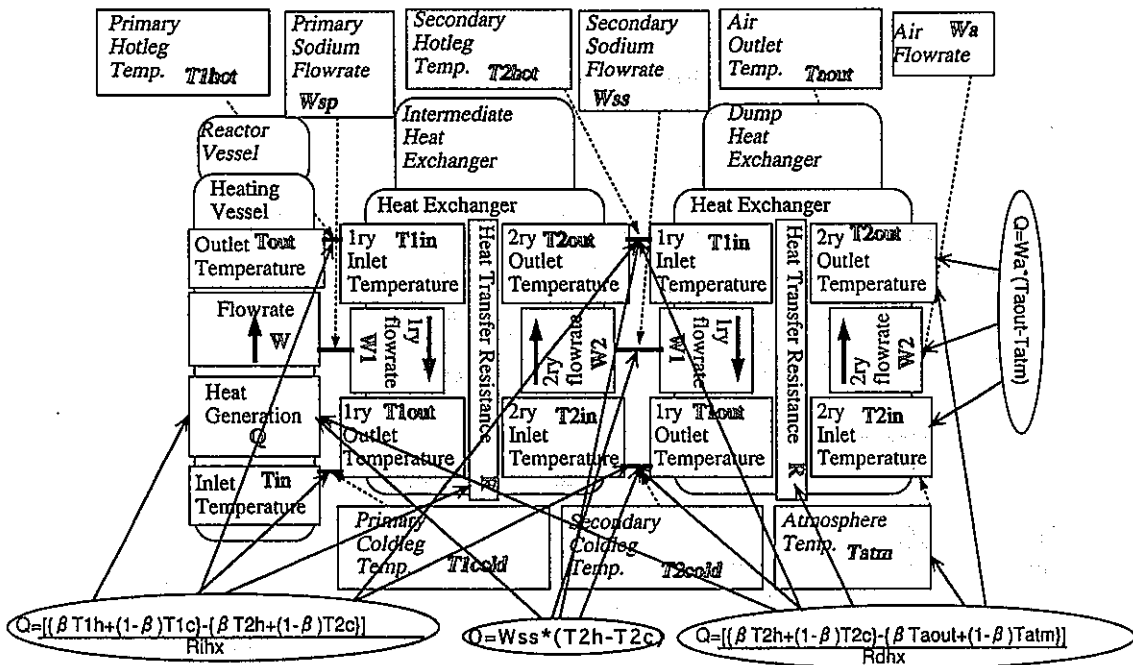 Primary
Hotleg
Temp. T1hot
Primary
Sodium
Flowrate
Wsp
Secondary
Hotleg
Temp. T2hot
Secondary
Sodium
Flowrate
Wss
Air
Outlet
Temp. Taout
Air Wa
Flowrate
Reactor
Vessel
Intermediate
Heat
Exchanger
Dump
Heat
Exchanger
Heating
Vessel
Heat Exchanger
Heat Exchanger
Outlet Tout
Temperature
1ry T1in
Inlet
Temperature
Heat Transfer Resistance R
2ry T2out
Outlet
Temperature
1ry T1in
Inlet
Temperature
Heat Transfer Resistance R
2ry T2out
Outlet
Temperature
Q=Wa*(Taout-Tatm)
Flowrate
W
1ry
flowrate
W1
2ry
flowrate
W2
1ry
flowrate
W1
2ry
flowrate
W2
Heat
Generation
Q
1ry T1out
Outlet
Temperature
2ry T2in
Inlet
Temperature
1ry T1out
Outlet
Temperature
2ry T2in
Inlet
Temperature
Inlet Tin
Temperature
Primary
Coldleg
Temp. T1cold
Secondary
Coldleg
Temp. T2cold
Atmosphere
Temp. Tatm
Q=[{β T1h+(1-β)T1c}-{β T2h+(1-β)T2c}]
Rihx
Q=Wss*(T2h-T2c)
Q=[{β T2h+(1-β)T2c}-{β Taout+(1-β)Tatm}]
Rdhx